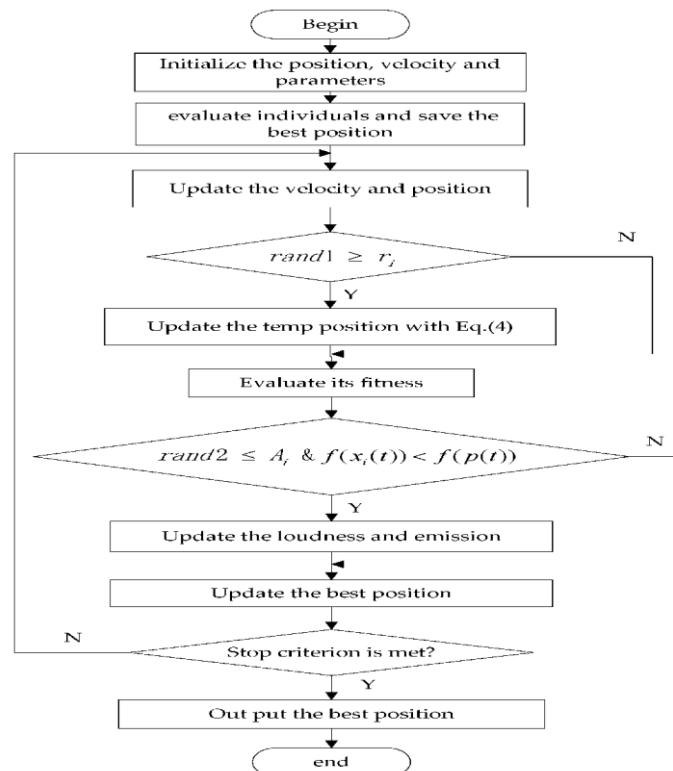 Begin
Initialize the position, velocity and
parameters
evaluate individuals and save the
best position
Update the velocity and position
N
rand1 ≥ r_i
Y
Update the temp position with Eq.(4)
Evaluate its fitness
N
rand2 ≤ A_i & f(x_i(t)) < f(p(t))
Y
Update the loudness and emission
Update the best position
N
Stop criterion is met?
Y
Out put the best position
end